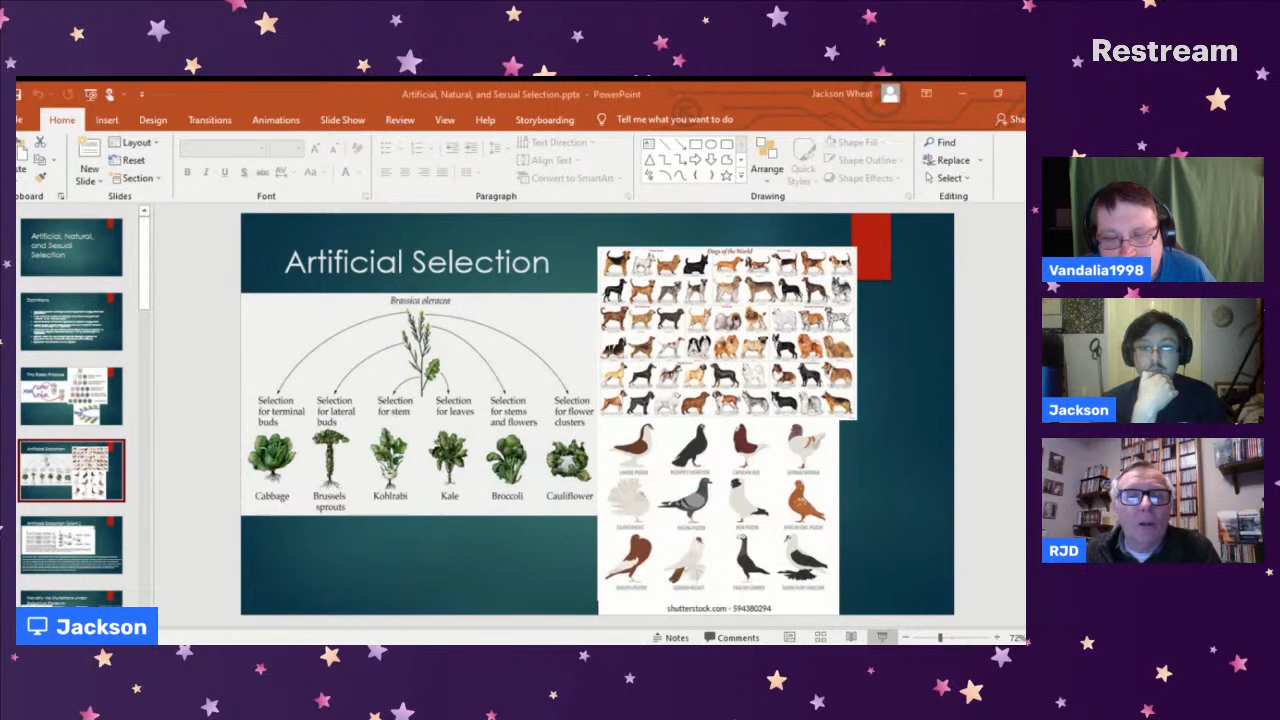 Restream
Artificial, Natural, and Sexual Selection.pptx - PowerPoint
Jackson Wheat
Home Insert Design Transitions Animations Slide Show Review View Help Storyboarding Tell me what you want to do
New
Slide
Layout
Reset
Section
Slides
Font
Text Direction
Align Text
Convert to SmartArt
Paragraph
Arrange
Quick
Styles
Shape Fill
Shape Outline
Shape Effects
Drawing
Find
Replace
Select
Editing
Artificial, Natural,
and Sexual
Selection
Definitions
Artificial Selection
Artificial Selection
Brassica oleracea
Selection
for terminal
buds
Selection
for lateral
buds
Selection
for stem
Selection
for leaves
Selection
for stems
and flowers
Selection
for flower
clusters
Cabbage
Brussels
sprouts
Kohlrabi
Kale
Broccoli
Cauliflower
Dogs of the World
shutterstock.com - 594380294
Notes Comments 72%
Jackson
Vandalia1998
Jackson
RJD